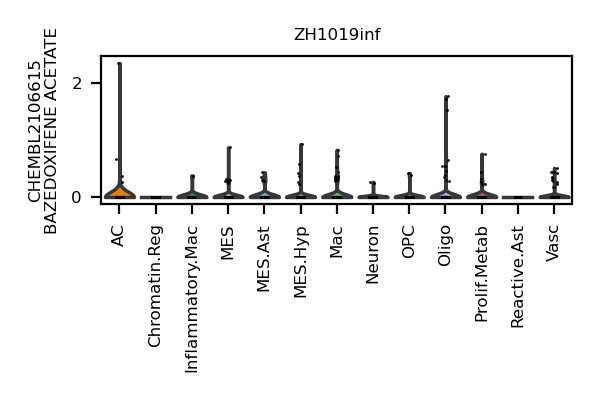 ZH1019inf
CHEMBL2106615
BAZEDOXIFENE ACETATE
2
0
AC
Chromatin.Reg
Inflammatory.Mac
MES
MES.Ast
MES.Hyp
Mac
Neuron
OPC
Oligo
Prolif.Metab
Reactive.Ast
Vasc